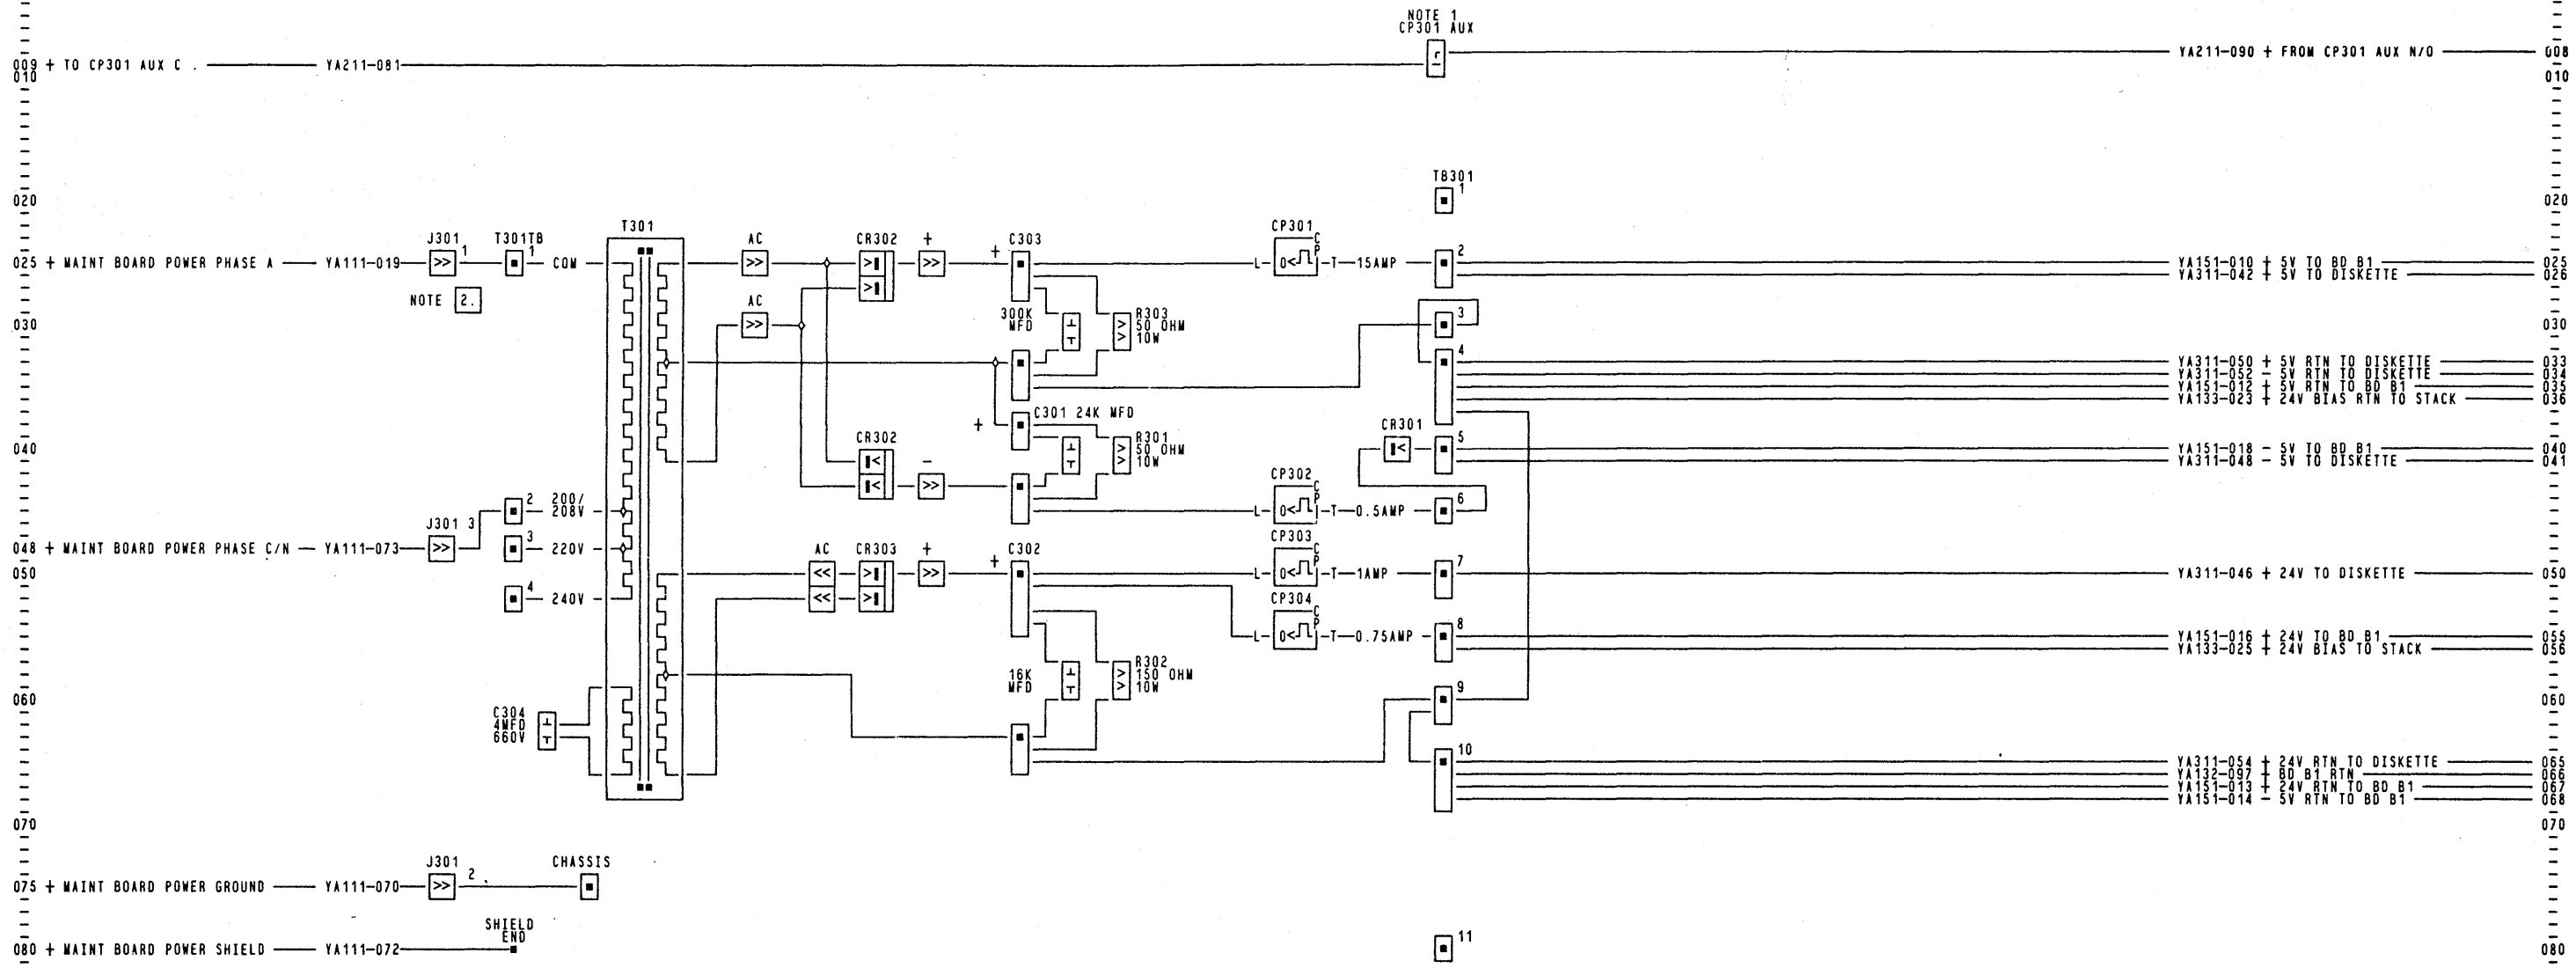 NOTE 1
CP301 AUX
009 + TO CP301 AUX C . YA211-081
YA211-090 + FROM CP301 AUX N/O 008
010
010
TB301
1
020
020
T301
J301 1
T301TB 1
AC
CR302
+
+
C303
CP301
CP
2
025 + MAINT BOARD POWER PHASE A YA111-019
>>
COM
>>
>|
>|
>>
L
0<
T
15AMP
YA151-010 + 5V TO BD B1 025
YA311-042 + 5V TO DISKETTE 026
NOTE 2.
AC
>>
300K
MFD
R303
50 OHM
10W
3
030
030
4
YA311-050 + 5V RTN TO DISKETTE 033
YA311-052 - 5V RTN TO DISKETTE 034
YA151-012 + 5V RTN TO BD B1 035
YA133-023 + 24V BIAS RTN TO STACK 036
C301 24K MFD
+
R301
50 OHM
10W
CR301
5
CR302
-
040
YA151-018 - 5V TO BD B1 040
YA311-048 - 5V TO DISKETTE 041
|<
|<
>>
|<
CP302
CP
L
0<
T
0.5AMP
6
2
200/
208V
J301 3
3
220V
048 + MAINT BOARD POWER PHASE C/N YA111-073
>>
AC
CR303
+
+
C302
CP303
CP
7
050
<<
<<
>|
>|
>>
L
0<
T
1AMP
YA311-046 + 24V TO DISKETTE 050
4
240V
CP304
CP
L
0<
T
0.75AMP
8
YA151-016 + 24V TO BD B1 055
YA133-025 + 24V BIAS TO STACK 056
16K
MFD
R302
150 OHM
10W
9
060
060
C304
4MFD
660V
10
YA311-054 + 24V RTN TO DISKETTE 065
YA132-097 + BD B1 RTN 066
YA151-013 + 24V RTN TO BD B1 067
YA151-014 - 5V RTN TO BD B1 068
070
070
J301 2
CHASSIS
075 + MAINT BOARD POWER GROUND YA111-070
>>
SHIELD
END
080 + MAINT BOARD POWER SHIELD YA111-072
11
080